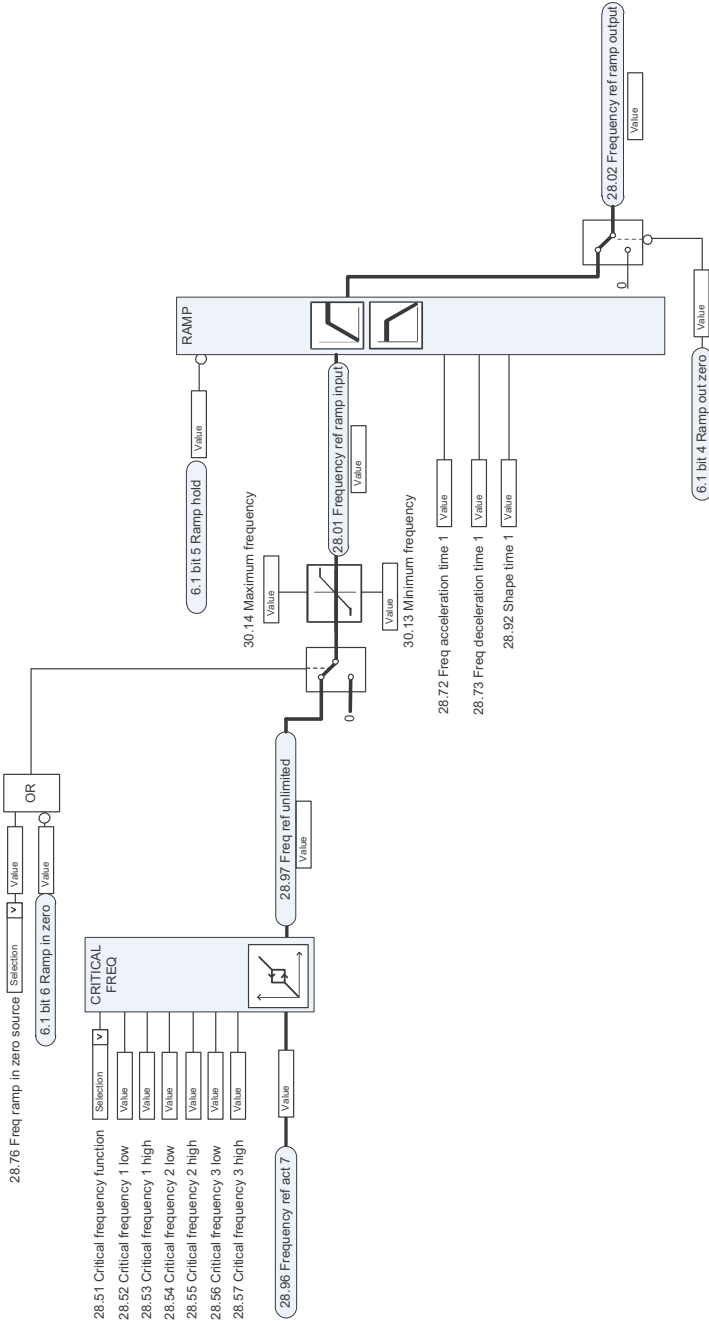 28.76 Freq ramp in zero source
Selection
Value
6.1 bit 6 Ramp in zero
Value
OR
28.51 Critical frequency function
Selection
28.52 Critical frequency 1 low
Value
28.53 Critical frequency 1 high
Value
28.54 Critical frequency 2 low
Value
28.55 Critical frequency 2 high
Value
28.56 Critical frequency 3 low
Value
28.57 Critical frequency 3 high
Value
28.96 Frequency ref act 7
Value
CRITICAL
FREQ
28.97 Freq ref unlimited
Value
0
30.14 Maximum frequency
Value
30.13 Minimum frequency
Value
28.01 Frequency ref ramp input
Value
6.1 bit 5 Ramp hold
Value
RAMP
28.72 Freq acceleration time 1
Value
28.73 Freq deceleration time 1
Value
28.92 Shape time 1
Value
0
6.1 bit 4 Ramp out zero
Value
28.02 Frequency ref ramp output
Value